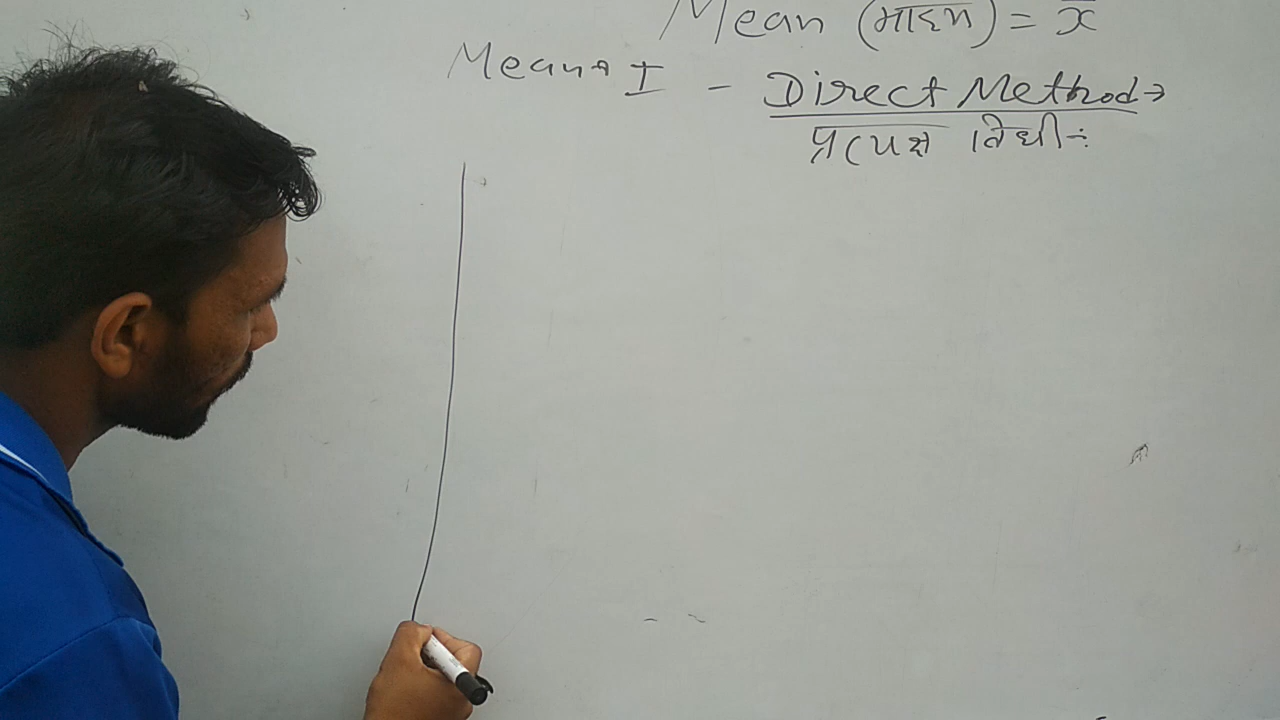 Mean (माध्य) = x̄
Mean I - Direct Method →
प्रत्यक्ष विधी ÷